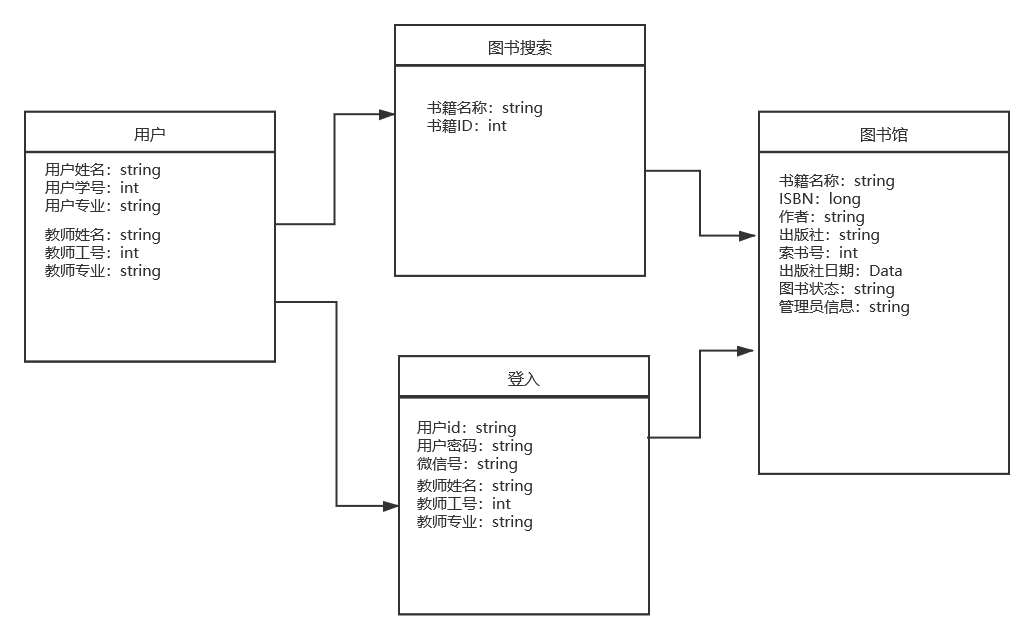 图书搜索
书籍名称：string
书籍ID：int
用户
用户姓名：string
用户学号：int
用户专业：string
教师姓名：string
教师工号：int
教师专业：string
图书馆
书籍名称：string
ISBN：long
作者：string
出版社：string
索书号：int
出版社日期：Data
图书状态：string
管理员信息：string
登入
用户id：string
用户密码：string
微信号：string
教师姓名：string
教师工号：int
教师专业：string